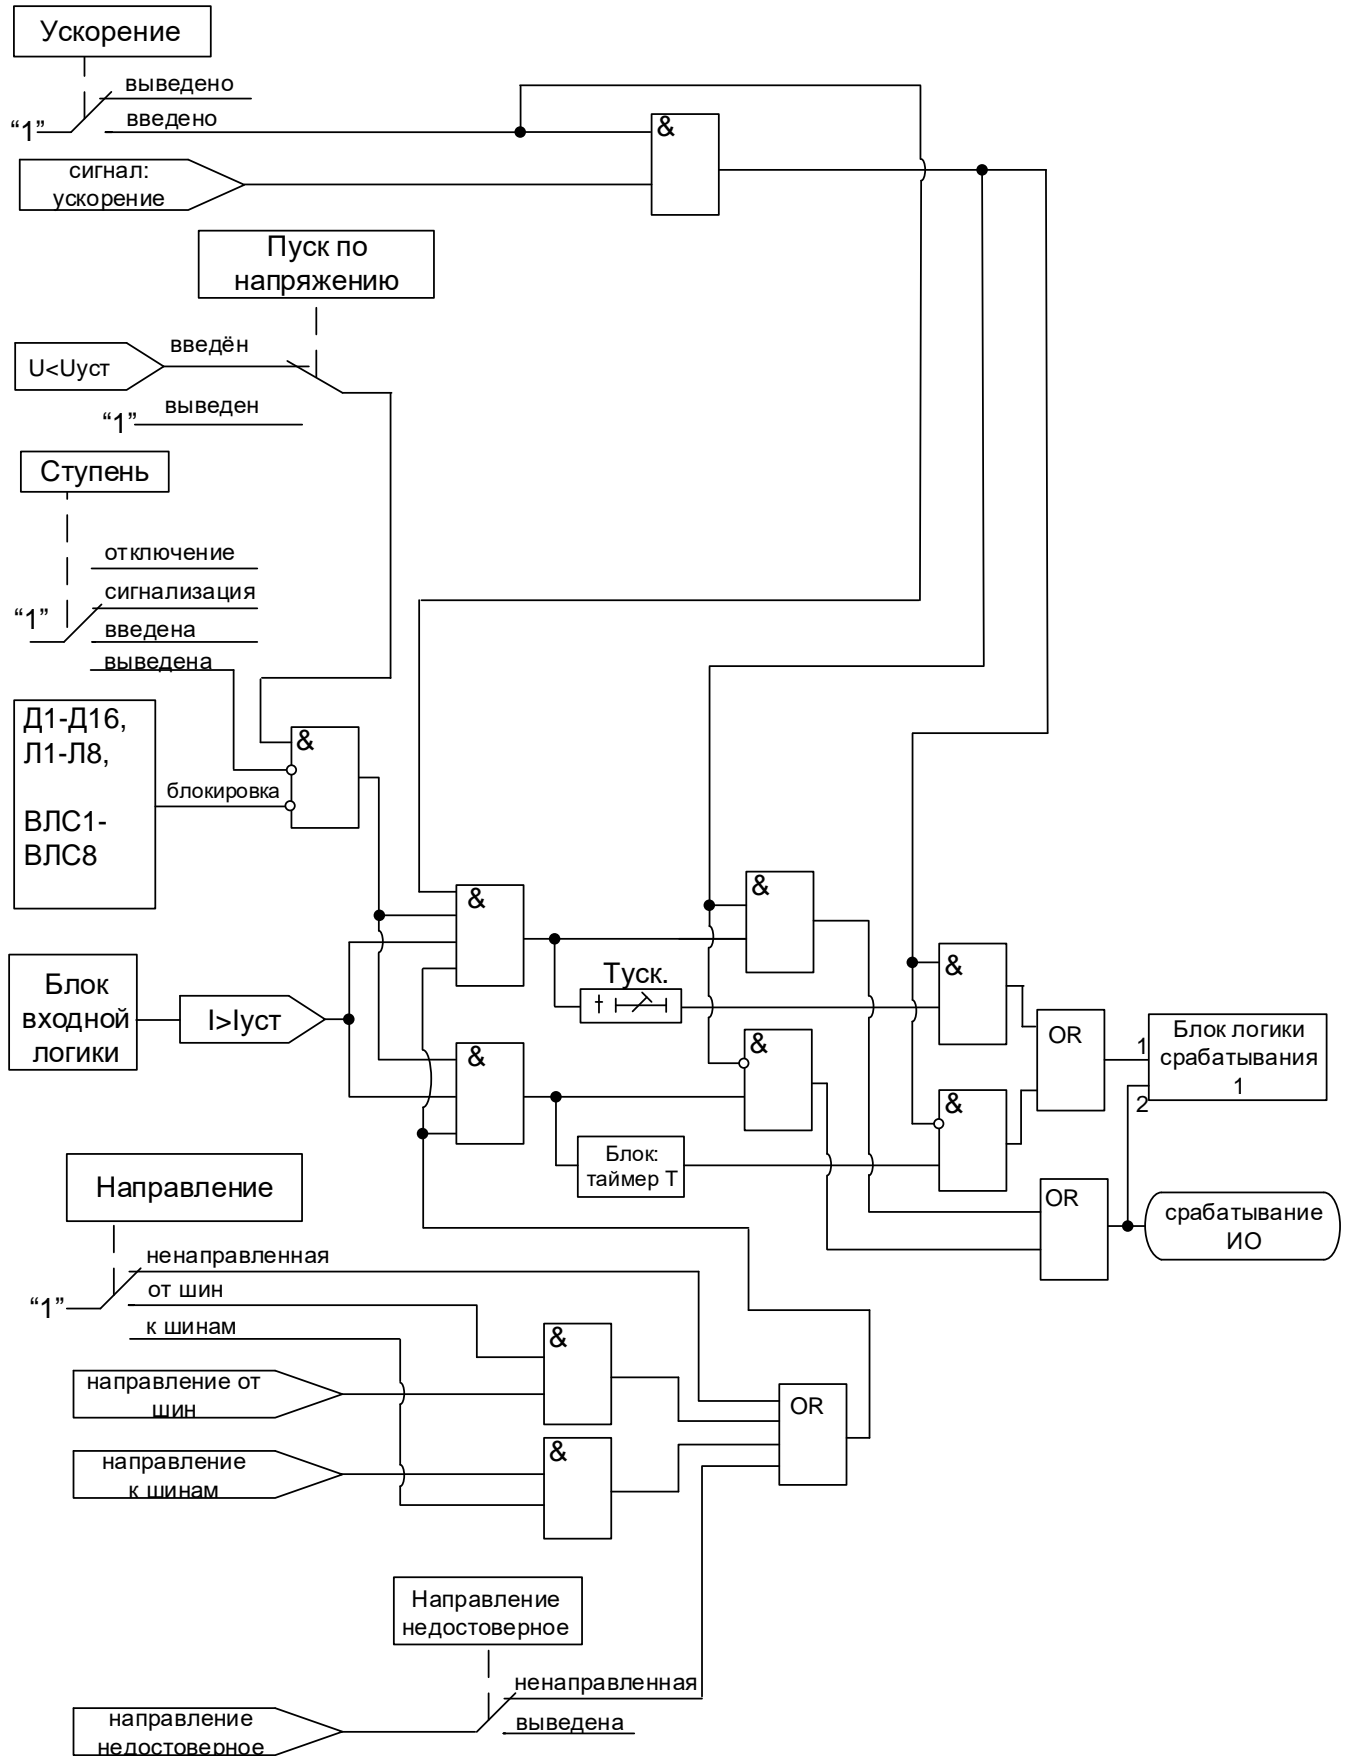 Ускорение
выведено
“1”
введено
&
сигнал:
ускорение
Пуск по
напряжению
введён
U<Uуст
выведен
“1”
Ступень
отключение
сигнализация
“1”
введена
выведена
Д1-Д16,
Л1-Л8,
ВЛС1-
ВЛС8
&
блокировка
&
&
&
Блок
входной
логики
I>Iуст
Туск.
&
&
OR
1
2
Блок логики
срабатывания
1
&
Блок:
таймер Т
&
OR
срабатывание
ИО
Направление
ненаправленная
“1”
от шин
к шинам
&
направление от
шин
OR
&
направление
к шинам
Направление
недостоверное
ненаправленная
выведена
направление
недостоверное